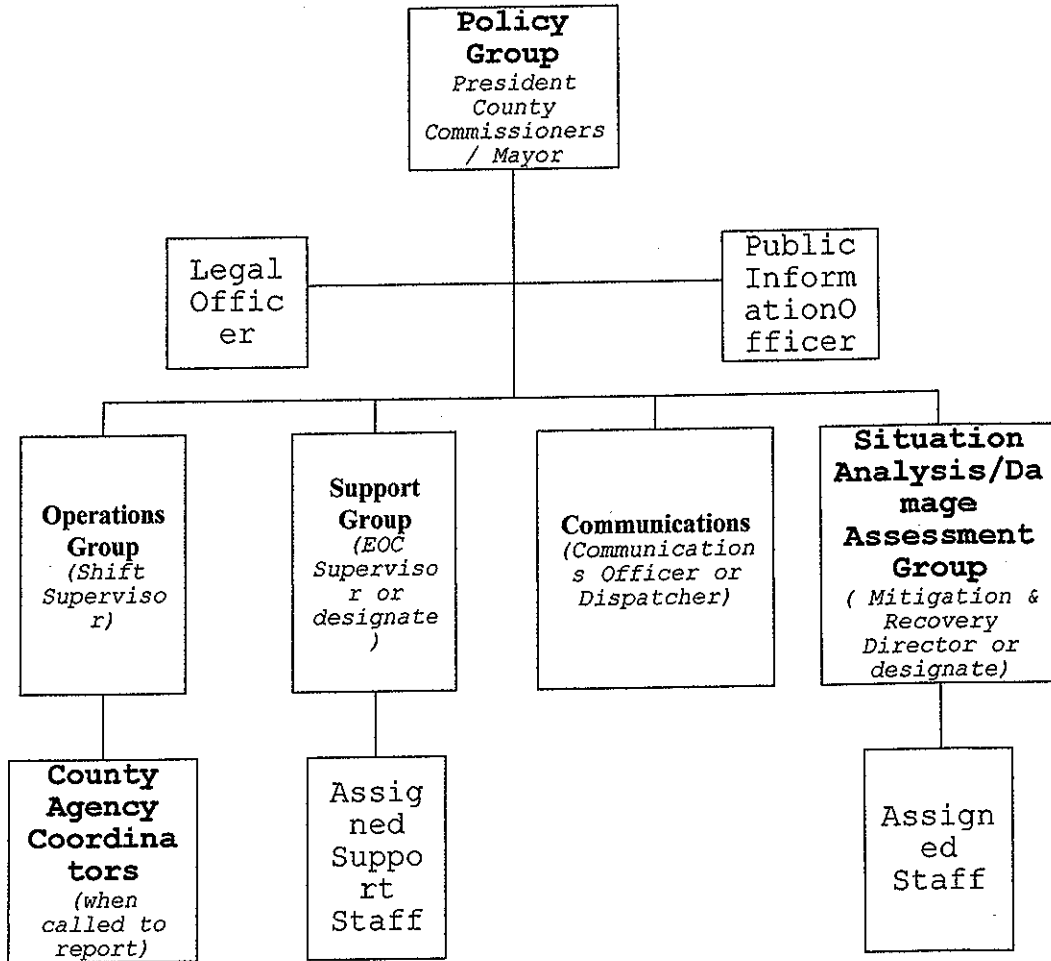 Policy
Group
President
County
Commissioners
/ Mayor
Legal
Offic
er
Public
Inform
ationO
fficer
Operations
Group
(Shift
Superviso
r)
Support
Group
(EOC
Superviso
r or
designate
)
Communications
(Communication
s Officer or
Dispatcher)
Situation
Analysis/Da
mage
Assessment
Group
( Mitigation &
Recovery
Director or
designate)
County
Agency
Coordina
tors
(when
called to
report)
Assig
ned
Suppo
rt
Staff
Assign
ed
Staff